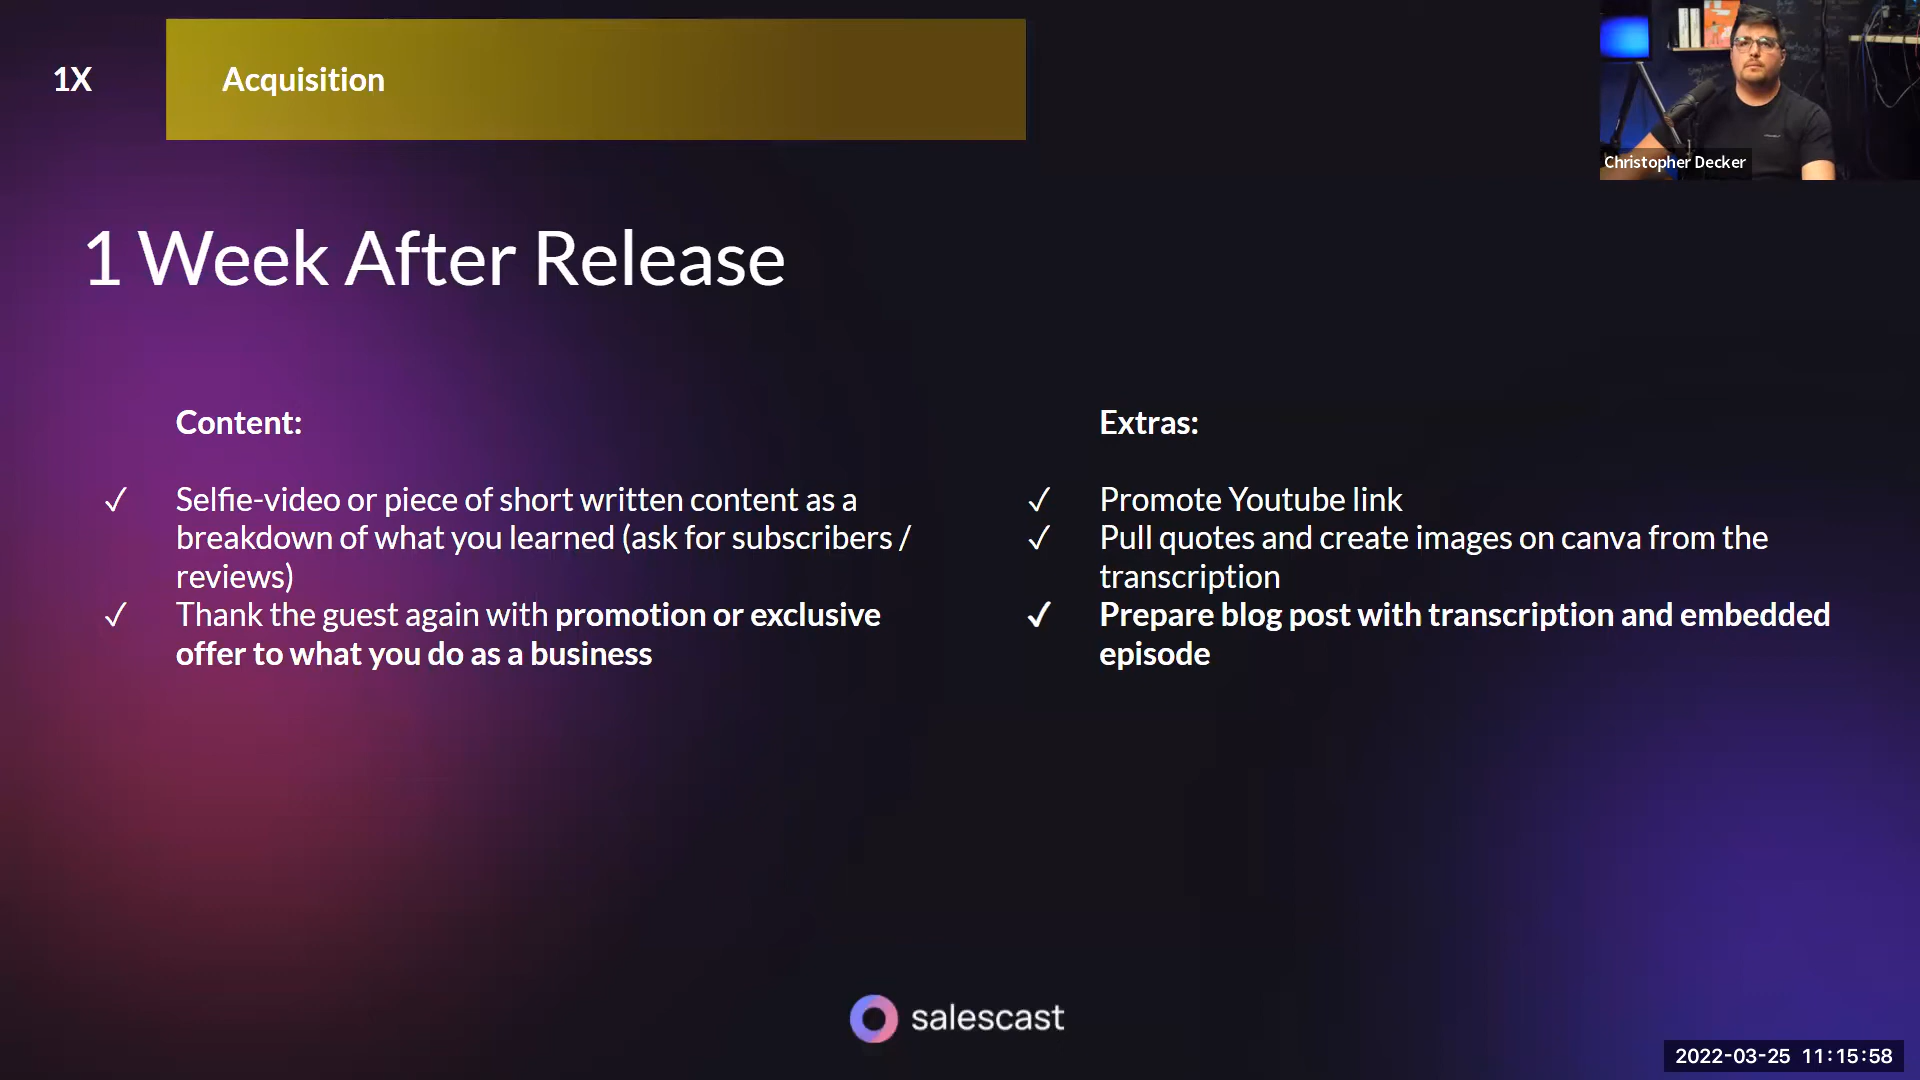 1X
Acquisition
Christopher Decker
1 Week After Release
Content:
✓ Selfie-video or piece of short written content as a
breakdown of what you learned (ask for subscribers /
reviews)
✓ Thank the guest again with promotion or exclusive
offer to what you do as a business
Extras:
✓ Promote Youtube link
✓ Pull quotes and create images on canva from the
transcription
✓ Prepare blog post with transcription and embedded
episode
salescast
2022-03-25 11:15:58